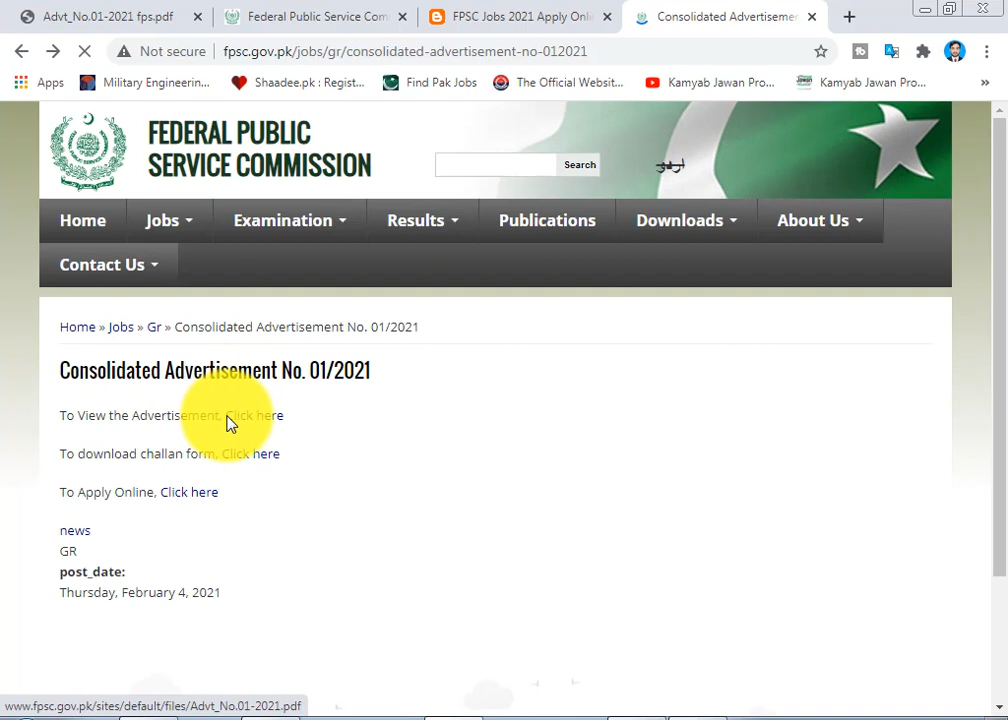 Advt_No.01-2021 fps.pdf
Federal Public Service Com
FPSC Jobs 2021 Apply Onl
Consolidated Advertisemen
Not secure
fpsc.gov.pk/jobs/gr/consolidated-advertisement-no-012021
Apps
Military Engineerin...
Shaadee.pk : Regist...
Find Pak Jobs
The Official Websit...
Kamyab Jawan Pro...
Kamyab Jawan Pro...
FEDERAL PUBLIC
SERVICE COMMISSION
Search
اردو
Home
Jobs
Examination
Results
Publications
Downloads
About Us
Contact Us
Home » Jobs » Gr » Consolidated Advertisement No. 01/2021
Consolidated Advertisement No. 01/2021
To View the Advertisement, Click here
To download challan form, Click here
To Apply Online, Click here
news
GR
post_date:
Thursday, February 4, 2021
www.fpsc.gov.pk/sites/default/files/Advt_No.01-2021.pdf